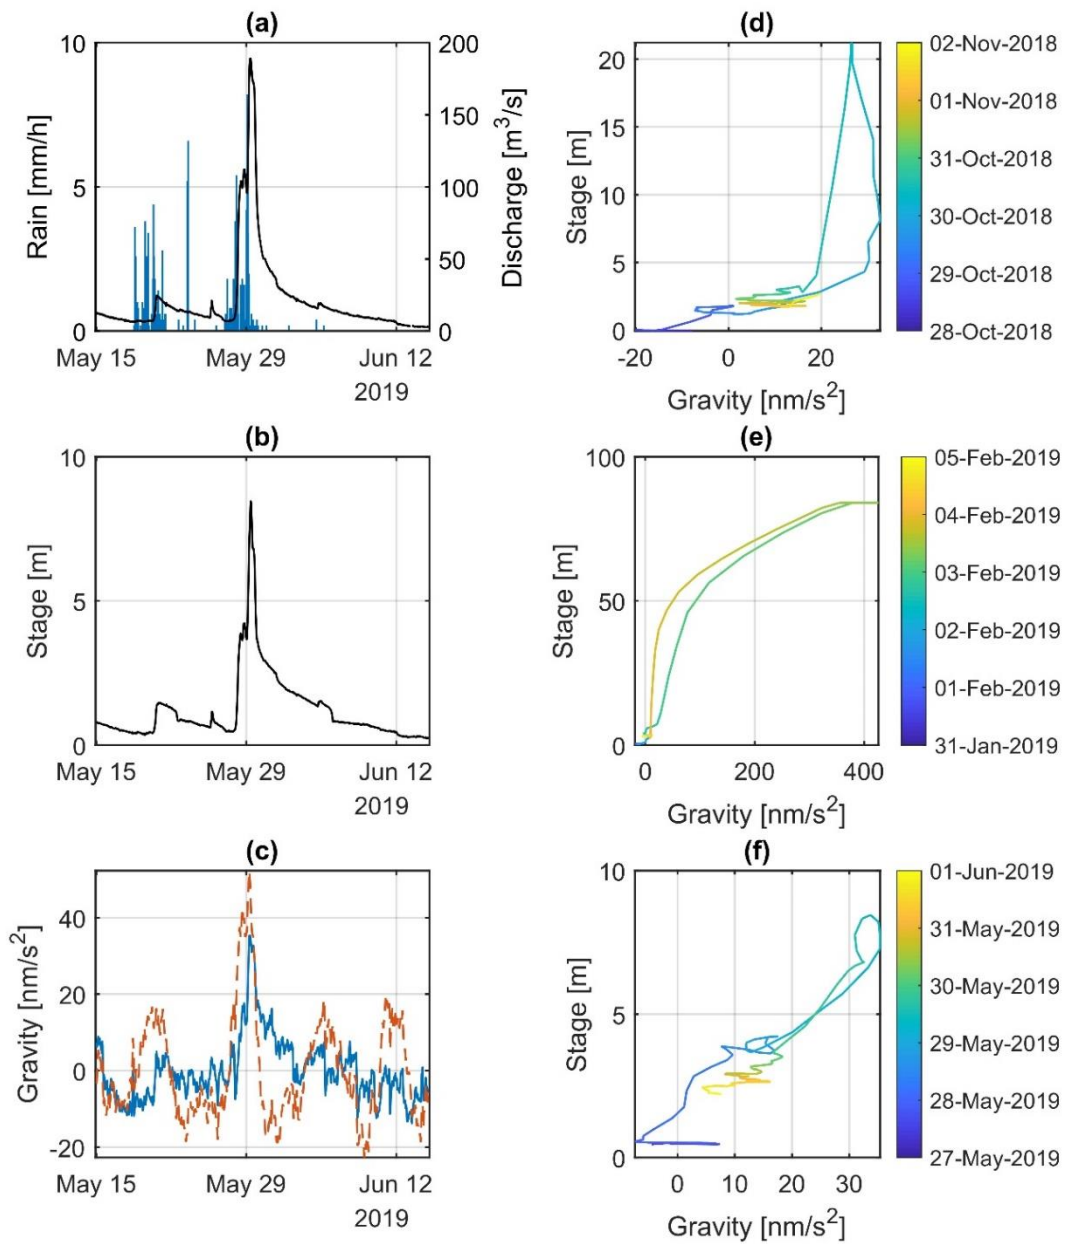 (a)
10
5
0
Rain [mm/h]
200
150
100
50
0
Discharge [m³/s]
May 15
May 29
Jun 12
2019
(d)
20
15
10
5
0
Stage [m]
-20
0
20
Gravity [nm/s²]
02-Nov-2018
01-Nov-2018
31-Oct-2018
30-Oct-2018
29-Oct-2018
28-Oct-2018
(b)
10
5
0
Stage [m]
May 15
May 29
Jun 12
2019
(e)
100
50
0
Stage [m]
0
200
400
Gravity [nm/s²]
05-Feb-2019
04-Feb-2019
03-Feb-2019
02-Feb-2019
01-Feb-2019
31-Jan-2019
(c)
40
20
0
-20
Gravity [nm/s²]
May 15
May 29
Jun 12
2019
(f)
10
5
0
Stage [m]
0
10
20
30
Gravity [nm/s²]
01-Jun-2019
31-May-2019
30-May-2019
29-May-2019
28-May-2019
27-May-2019